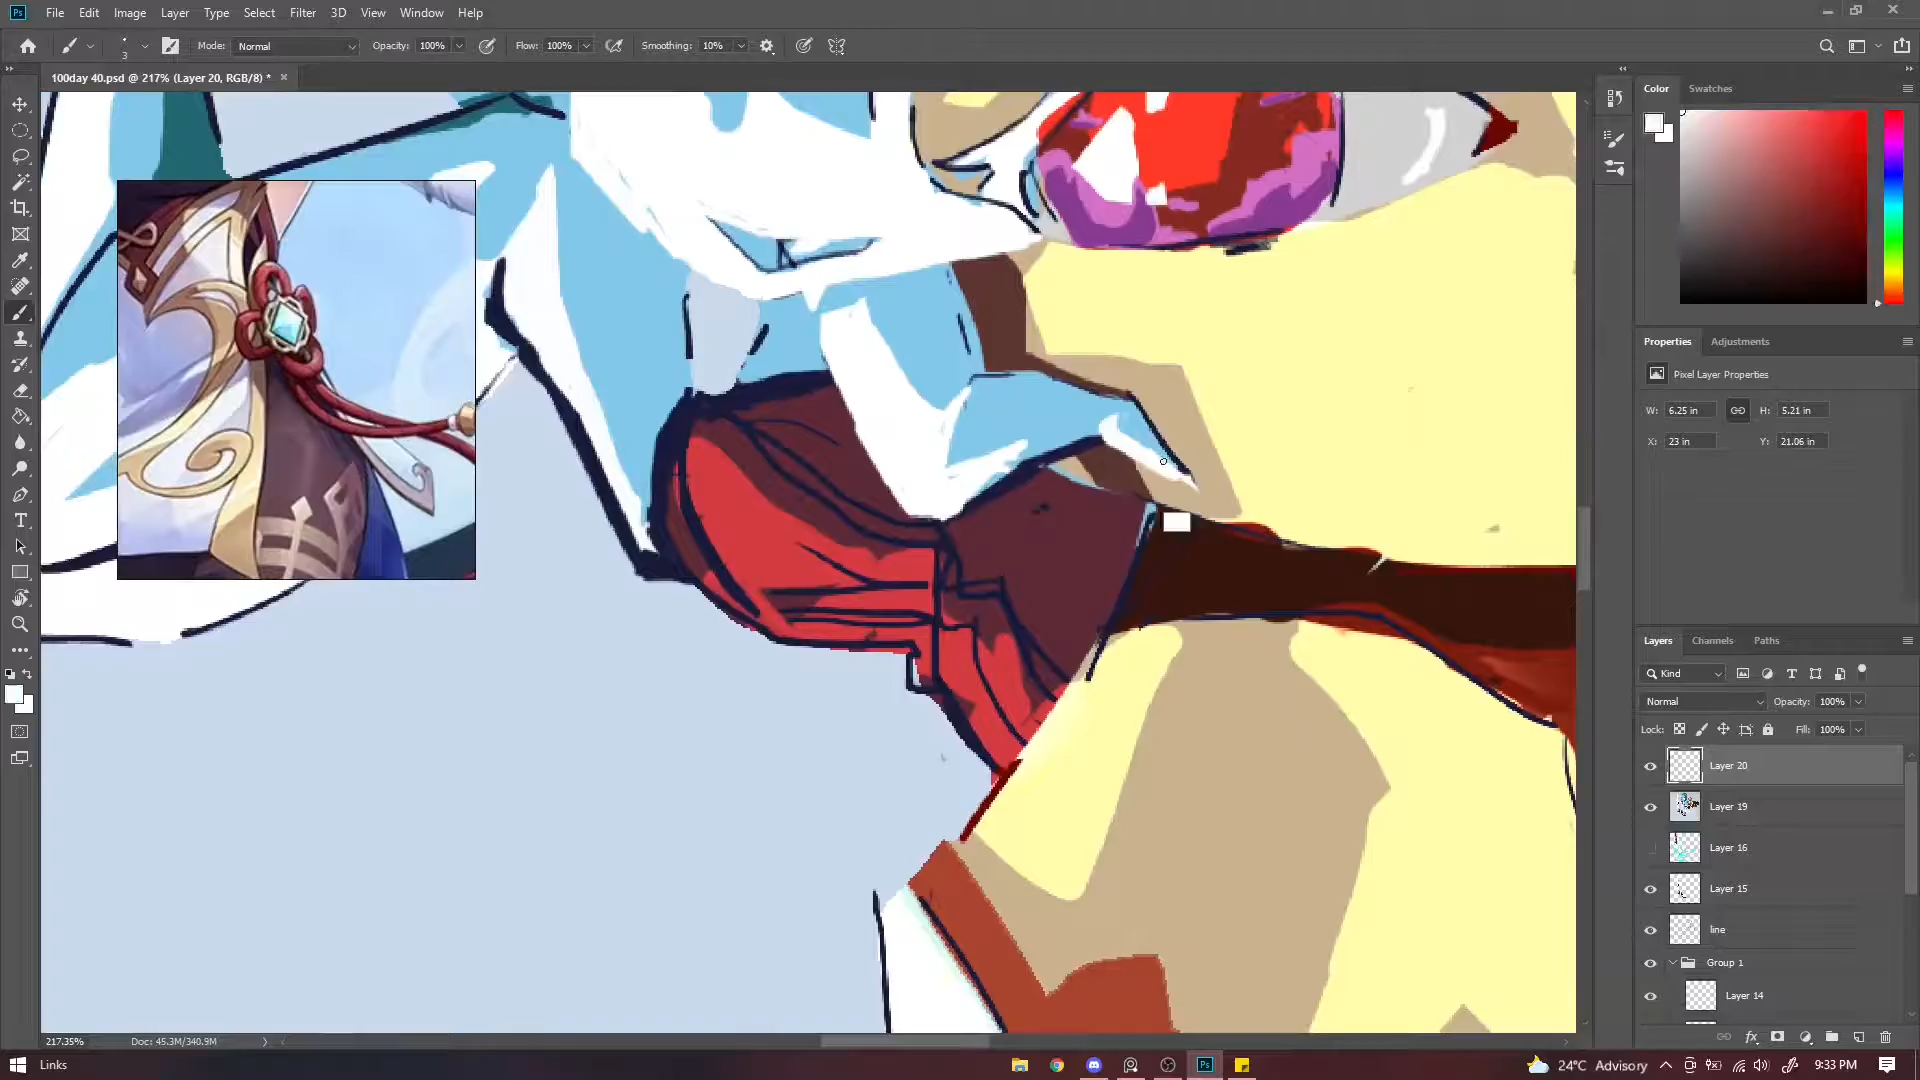 Ps File Edit Image Layer Type Select Filter 3D View Window Help
3 Mode: Normal Opacity: 100% Flow: 100% Smoothing: 10%
100day 40.psd @ 217% (Layer 20, RGB/8) *
Color Swatches
Properties Adjustments
Pixel Layer Properties
W: 6.25 in H: 5.21 in
X: 23 in Y: 21.06 in
Layers Channels Paths
Kind
Normal Opacity: 100%
Lock: Fill: 100%
Layer 20
Layer 19
Layer 16
Layer 15
line
Group 1
Layer 14
217.35% Doc: 45.3M/340.9M
Links Ps 24°C Advisory 9:33 PM